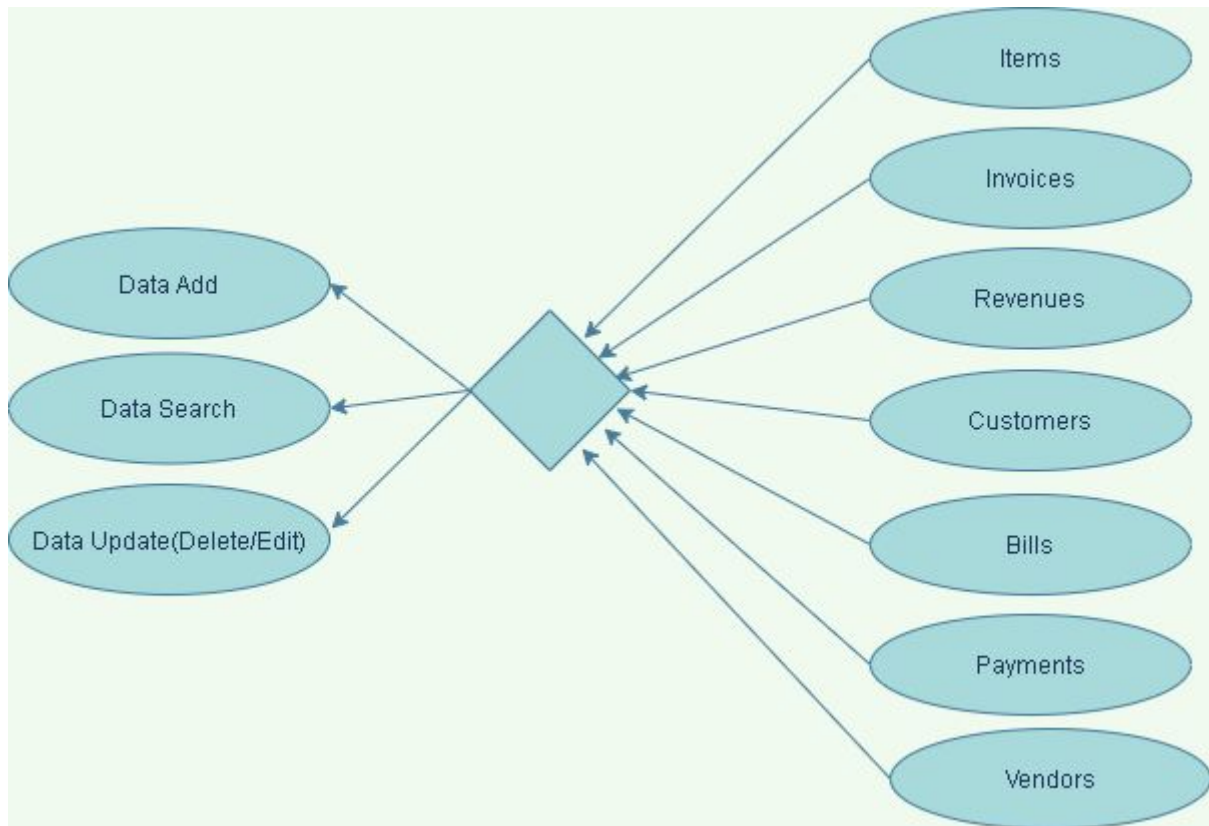 Items
Invoices
Revenues
Customers
Bills
Payments
Vendors
Data Add
Data Search
Data Update(Delete/Edit)